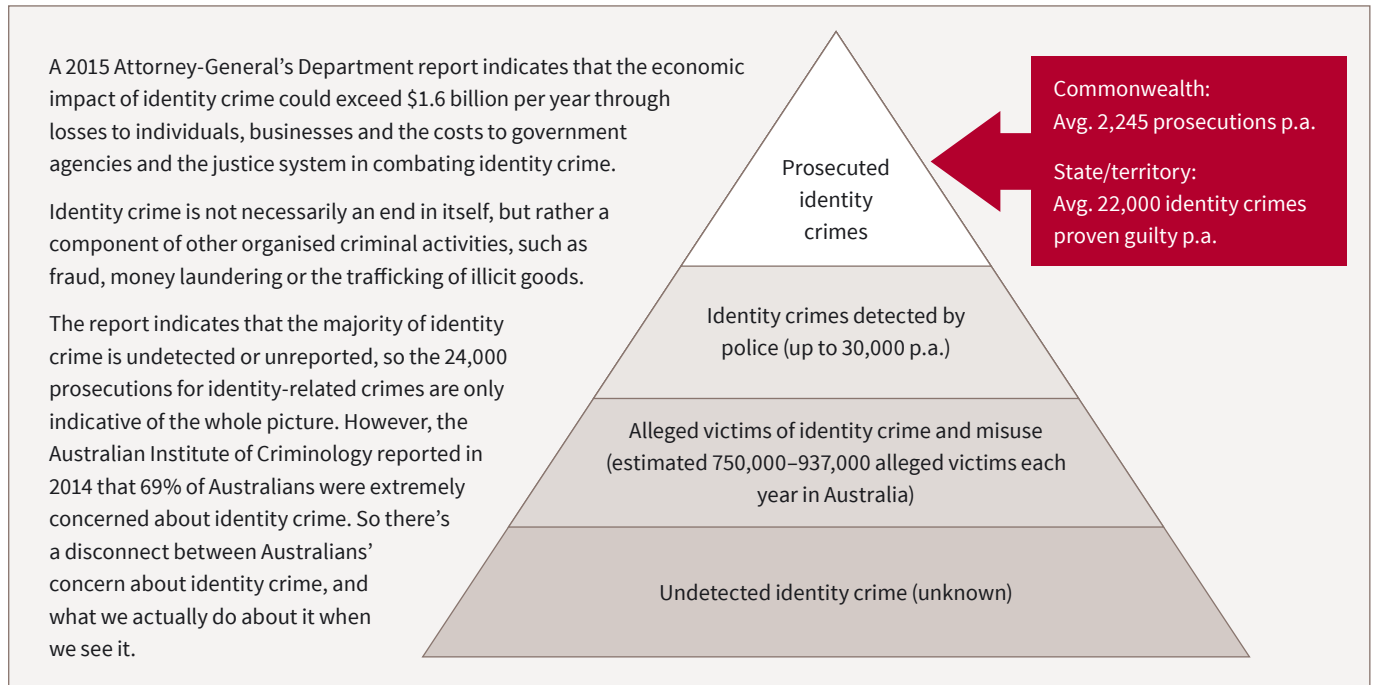 A 2015 Attorney-General’s Department report indicates that the economic
impact of identity crime could exceed $1.6 billion per year through
losses to individuals, businesses and the costs to government
agencies and the justice system in combating identity crime.
Identity crime is not necessarily an end in itself, but rather a
component of other organised criminal activities, such as
fraud, money laundering or the trafficking of illicit goods.
The report indicates that the majority of identity
crime is undetected or unreported, so the 24,000
prosecutions for identity-related crimes are only
indicative of the whole picture. However, the
Australian Institute of Criminology reported in
2014 that 69% of Australians were extremely
concerned about identity crime. So there’s
a disconnect between Australians’
concern about identity crime, and
what we actually do about it when
we see it.
Prosecuted
identity
crimes
Commonwealth:
Avg. 2,245 prosecutions p.a.
State/territory:
Avg. 22,000 identity crimes
proven guilty p.a.
Identity crimes detected by
police (up to 30,000 p.a.)
Alleged victims of identity crime and misuse
(estimated 750,000–937,000 alleged victims each
year in Australia)
Undetected identity crime (unknown)